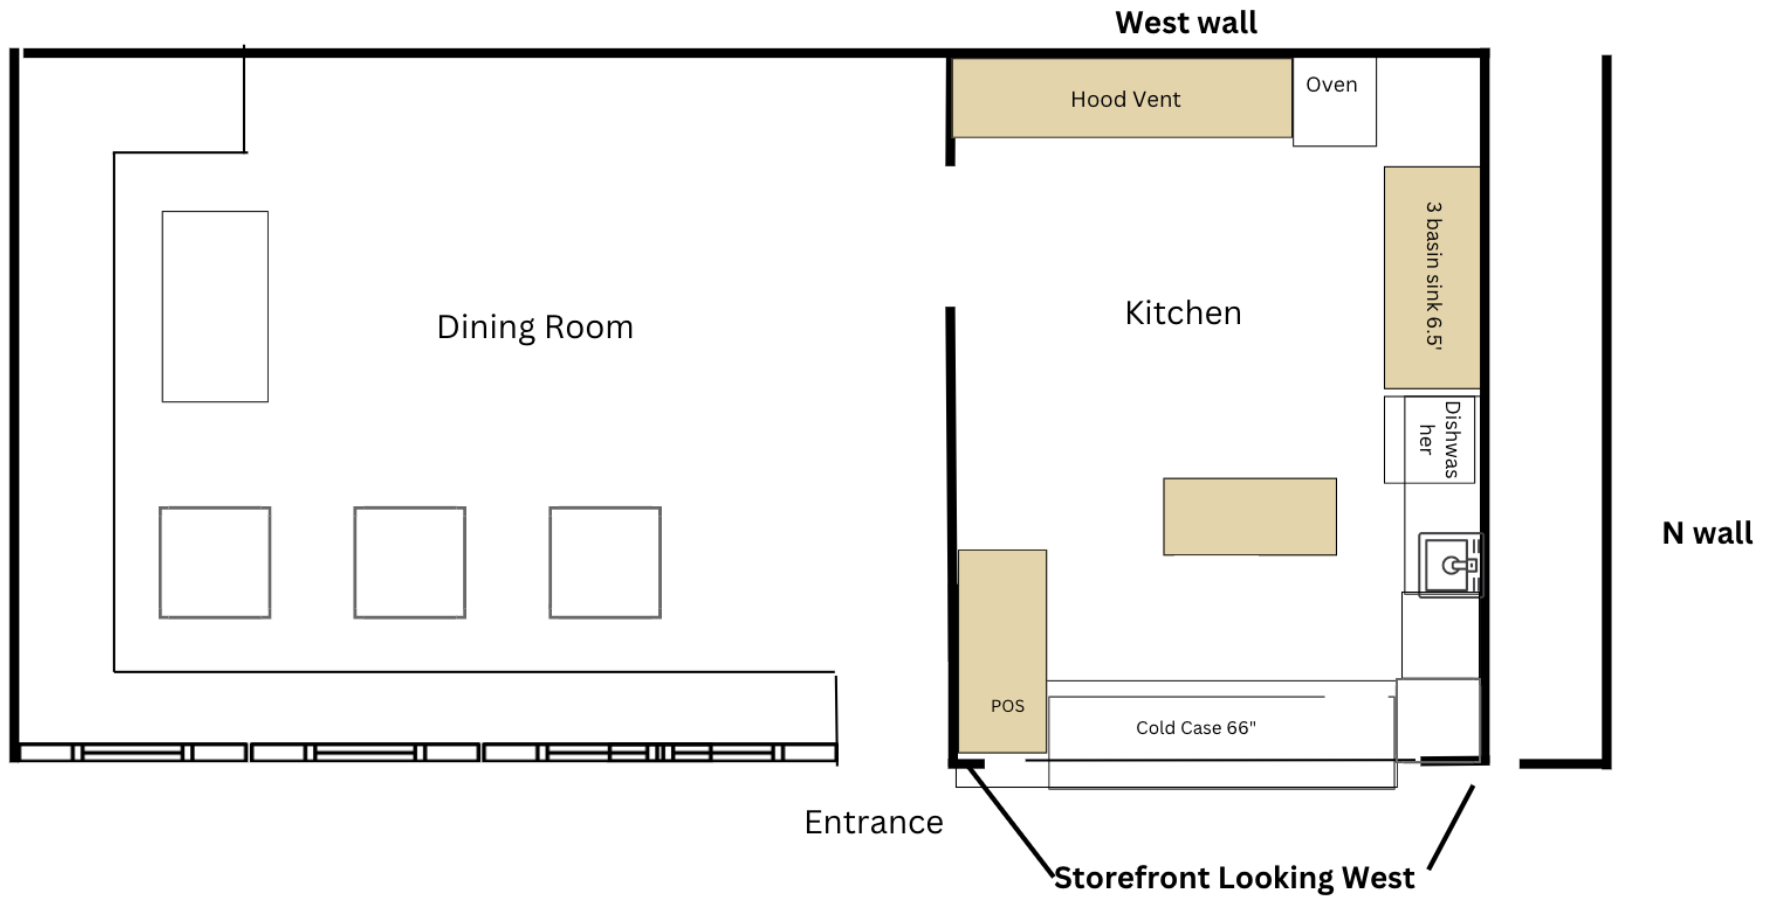 West wall
Hood Vent
Oven
3 basin sink 6.5'
Dining Room
Kitchen
Dishwas
her
N wall
POS
Cold Case 66"
Entrance
Storefront Looking West